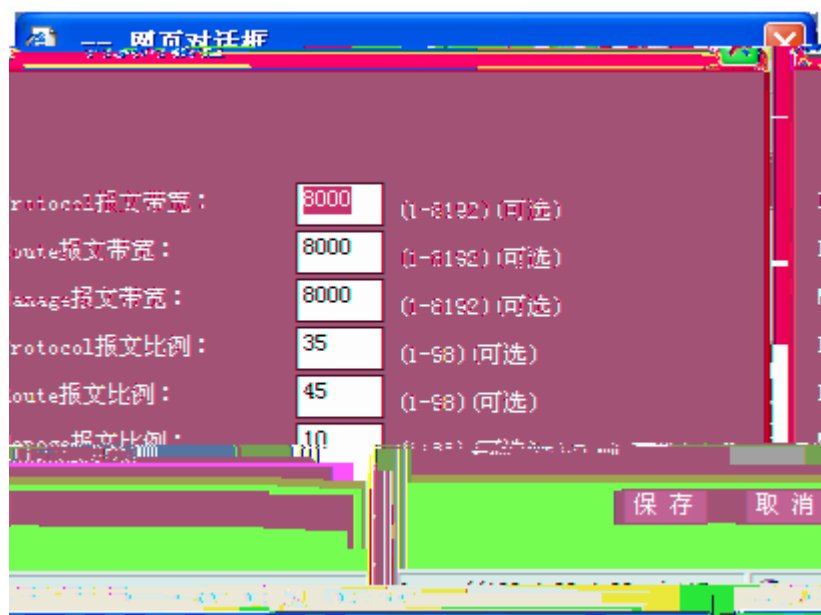 -- 网页对话框
rotocol报文带宽： 8000 (1-8192)(可选)
oute报文带宽： 8000 (1-8192)(可选)
anage报文带宽： 8000 (1-8192)(可选)
rotocol报文比例： 35 (1-98)(可选)
oute报文比例： 45 (1-98)(可选)
报文比例： 10
保 存 取 消